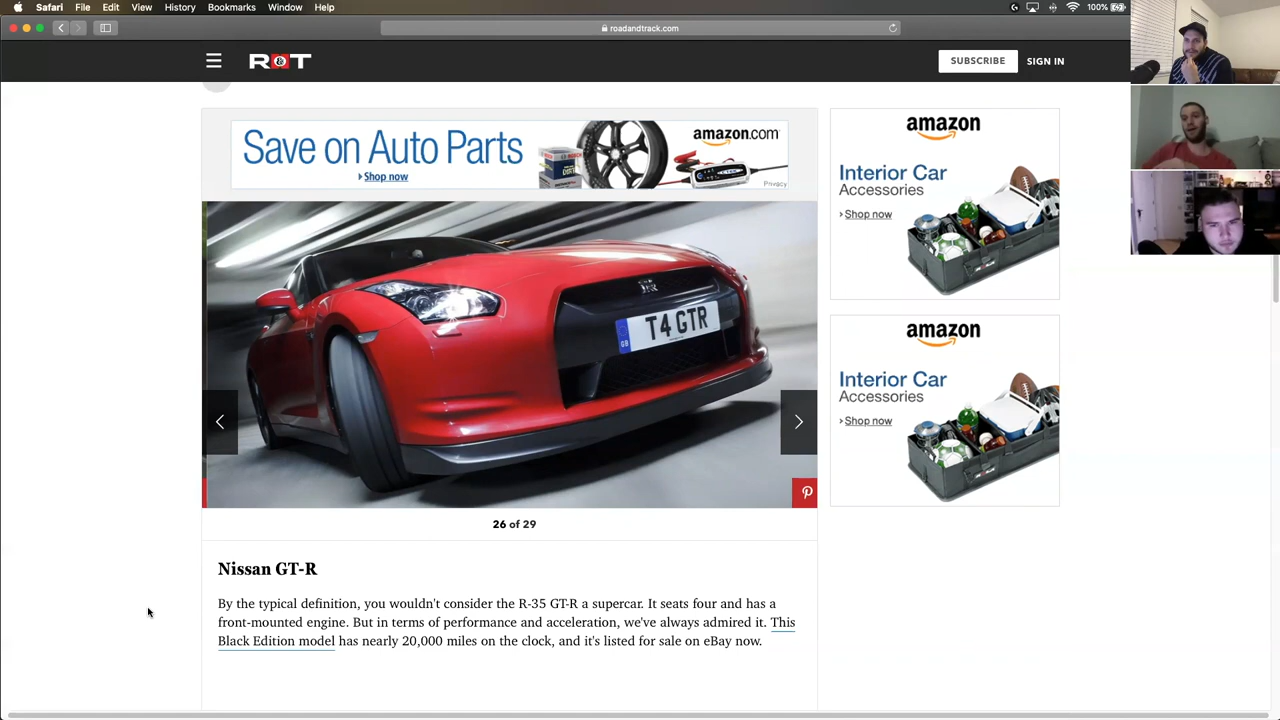 Safari File Edit View History Bookmarks Window Help
100%
roadandtrack.com
R&T
SUBSCRIBE SIGN IN
Save on Auto Parts
Shop now
amazon.com
Privacy
amazon
Interior Car
Accessories
Shop now
T4 GTR
GB
amazon
Interior Car
Accessories
Shop now
26 of 29
Nissan GT-R
By the typical definition, you wouldn't consider the R-35 GT-R a supercar. It seats four and has a
front-mounted engine. But in terms of performance and acceleration, we've always admired it. This
Black Edition model has nearly 20,000 miles on the clock, and it's listed for sale on eBay now.